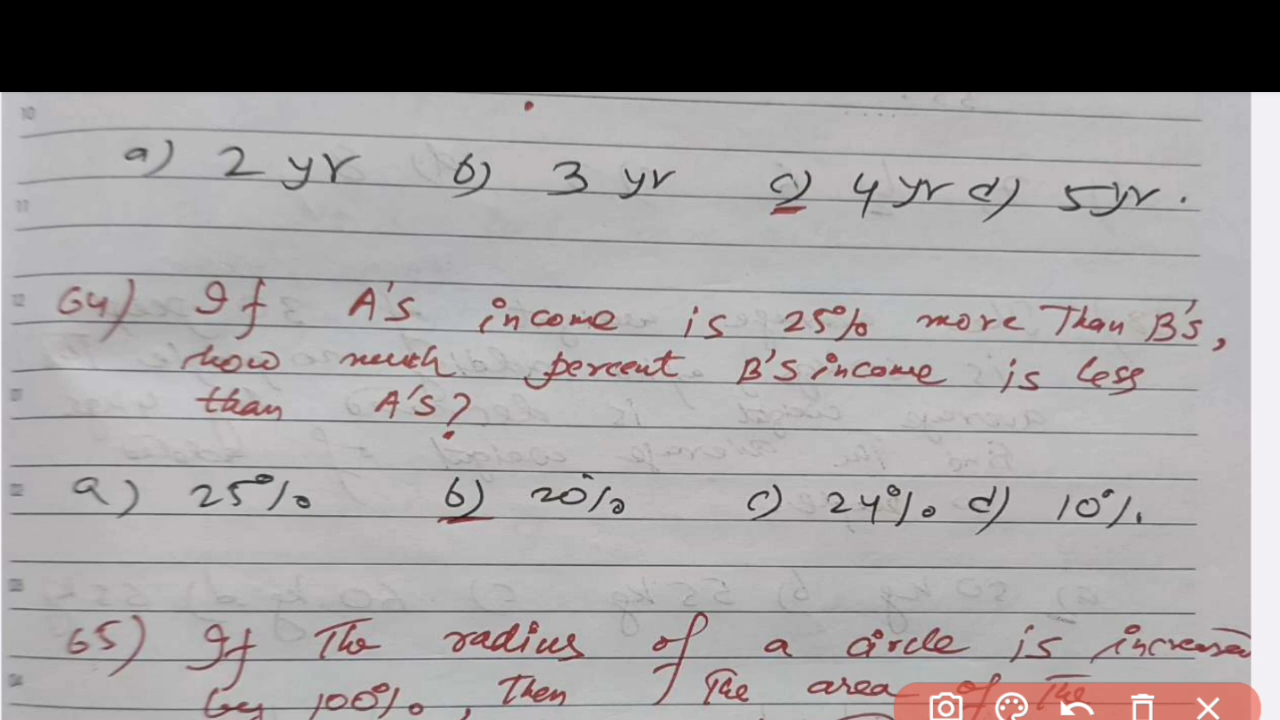 a) 2 yr b) 3 yr c) 4 yr d) 5 yr.
64) If A's income is 25% more Than B's,
how much percent B's income is less
than A's?
a) 25% b) 20% c) 24% d) 10%.
65) If The radius of a circle is increased
by 100%, Then The area of The